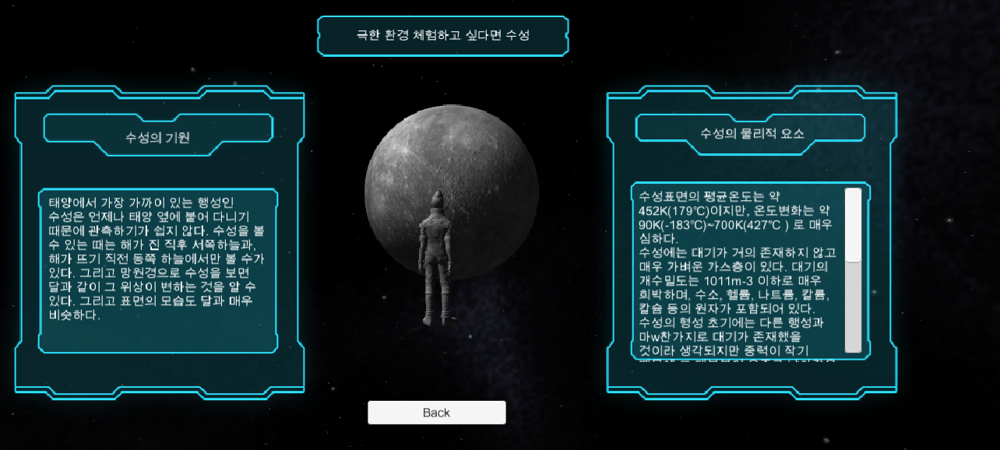 극한 환경 체험하고 싶다면 수성
수성의 기원
태양에서 가장 가까이 있는 행성인
수성은 언제나 태양 옆에 붙어 다니기
때문에 관측하기가 쉽지 않다. 수성을 볼
수 있는 때는 해가 진 직후 서쪽하늘과,
해가 뜨기 직전 동쪽 하늘에서만 볼 수가
있다. 그리고 망원경으로 수성을 보면
달과 같이 그 위상이 변하는 것을 알 수
있다. 그리고 표면의 모습도 달과 매우
비슷하다.
수성의 물리적 요소
수성표면의 평균온도는 약
452K(179℃)이지만, 온도변화는 약
90K(-183℃)~700K(427℃ ) 로 매우
심하다.
수성에는 대기가 거의 존재하지 않고
매우 가벼운 가스층이 있다. 대기의
개수밀도는 1011m-3 이하로 매우
희박하며, 수소, 헬륨, 나트륨, 칼륨,
칼슘 등의 원자가 포함되어 있다.
수성의 형성 초기에는 다른 행성과
마w찬가지로 대기가 존재했을
것이라 생각되지만 중력이 작기
Back